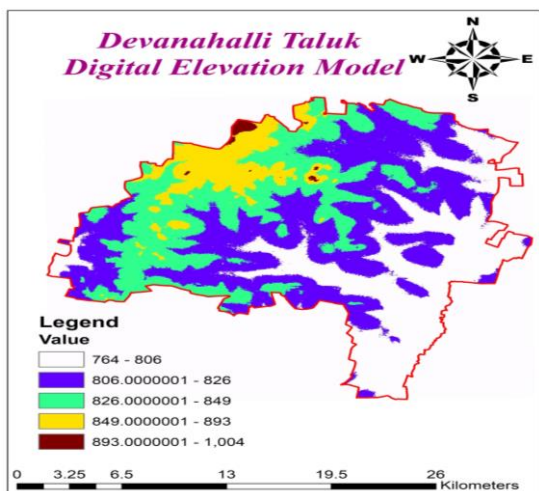 Devanahalli Taluk
Digital Elevation Model
N
W E
S
Legend
Value
764 - 806
806.0000001 - 826
826.0000001 - 849
849.0000001 - 893
893.0000001 - 1,004
0 3.25 6.5 13 19.5 26
Kilometers